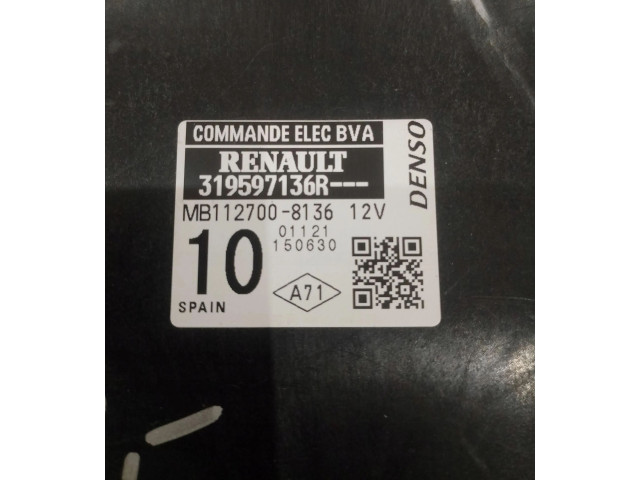 COMMANDE ELEC BVA
RENAULT
319597136R---
MB112700-8136 12V
01121
150630
10
SPAIN
A71
DENSO